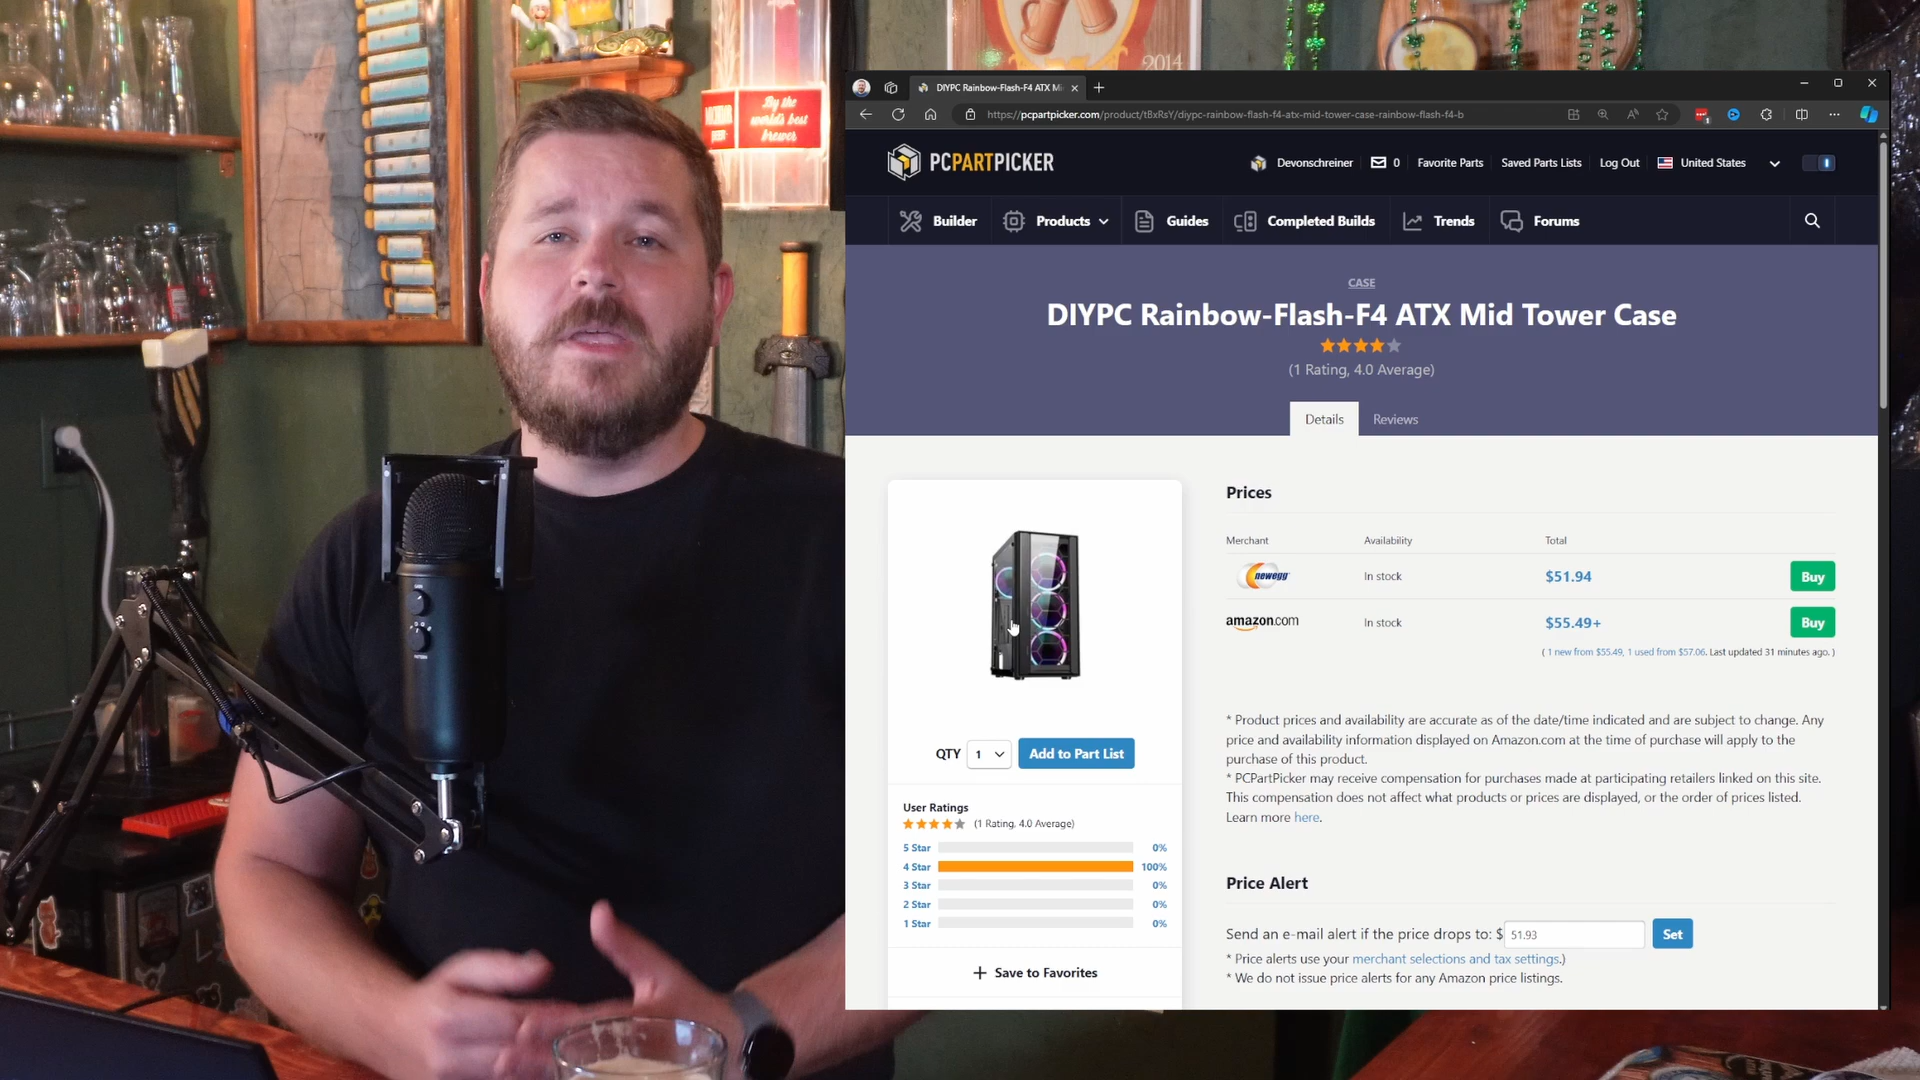 2014
By the
world's best
brewer
DIYPC Rainbow-Flash-F4 ATX Mi
https://pcpartpicker.com/product/tBxRsY/diypc-rainbow-flash-f4-atx-mid-tower-case-rainbow-flash-f4-b
PCPARTPICKER
Devonschreiner
0
Favorite Parts
Saved Parts Lists
Log Out
United States
Builder
Products
Guides
Completed Builds
Trends
Forums
CASE
DIYPC Rainbow-Flash-F4 ATX Mid Tower Case
(1 Rating, 4.0 Average)
Details
Reviews
Prices
Merchant Availability Total
newegg In stock $51.94 Buy
amazon.com In stock $55.49+ Buy
( 1 new from $55.49, 1 used from $57.06. Last updated 31 minutes ago. )
* Product prices and availability are accurate as of the date/time indicated and are subject to change. Any
price and availability information displayed on Amazon.com at the time of purchase will apply to the
purchase of this product.
* PCPartPicker may receive compensation for purchases made at participating retailers linked on this site.
This compensation does not affect what products or prices are displayed, or the order of prices listed.
Learn more here.
QTY 1 Add to Part List
User Ratings
(1 Rating, 4.0 Average)
5 Star 0%
4 Star 100%
3 Star 0%
2 Star 0%
1 Star 0%
+ Save to Favorites
Price Alert
Send an e-mail alert if the price drops to: $ 51.93 Set
* Price alerts use your merchant selections and tax settings.)
* We do not issue price alerts for any Amazon price listings.